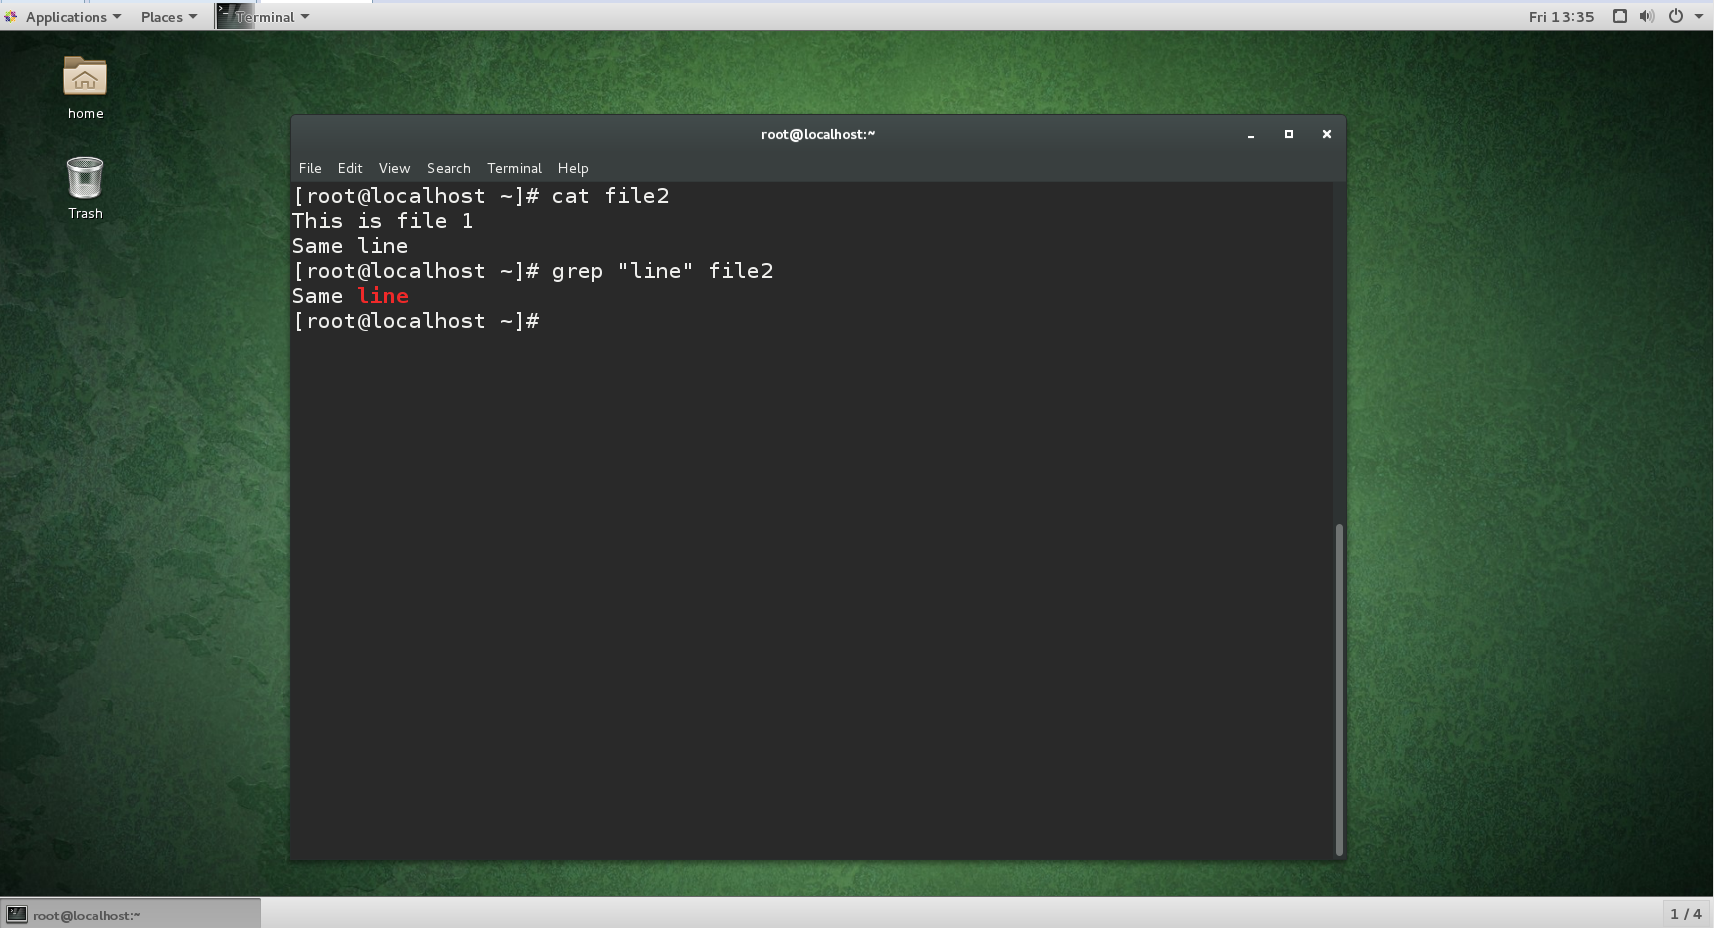 Applications Places Terminal Fri 13:35
home
Trash
root@localhost:~
File Edit View Search Terminal Help
[root@localhost ~]# cat file2
This is file 1
Same line
[root@localhost ~]# grep "line" file2
Same line
[root@localhost ~]#
root@localhost:~ 1 / 4